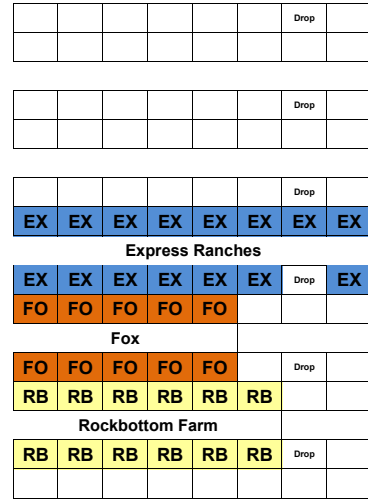 Drop
Drop
Drop
EX EX EX EX EX EX EX EX
Express Ranches
EX EX EX EX EX EX Drop EX
FO FO FO FO FO
Fox
FO FO FO FO FO Drop
RB RB RB RB RB RB
Rockbottom Farm
RB RB RB RB RB RB Drop